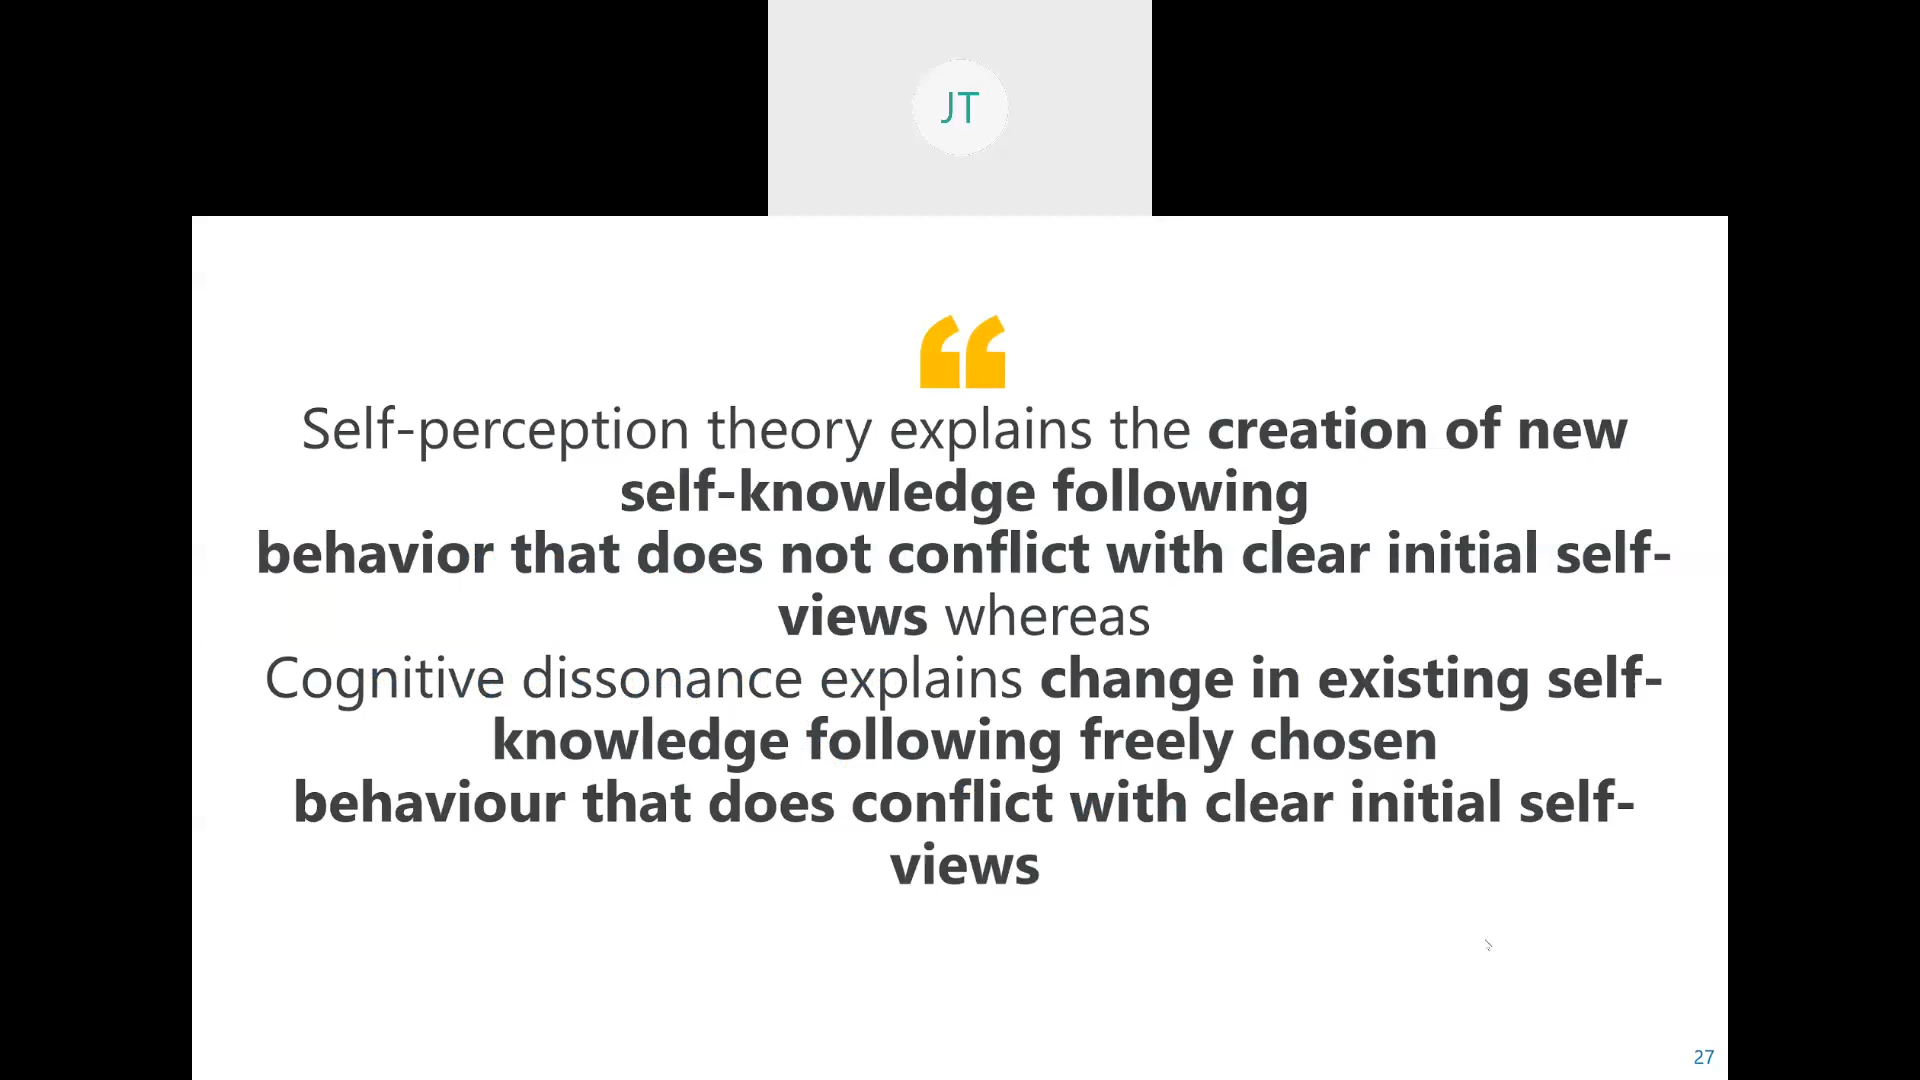 JT
“
Self-perception theory explains the creation of new
self-knowledge following
behavior that does not conflict with clear initial self-
views whereas
Cognitive dissonance explains change in existing self-
knowledge following freely chosen
behaviour that does conflict with clear initial self-
views
27